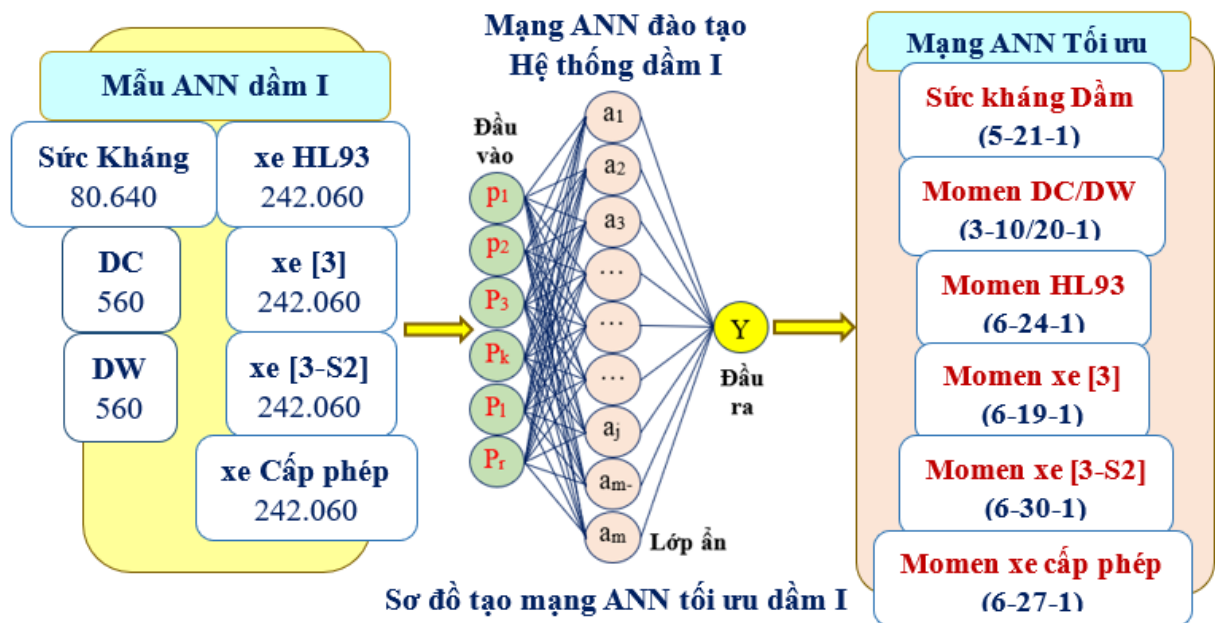 Mẫu ANN dầm I
Sức Kháng
80.640
xe HL93
242.060
DC
560
xe [3]
242.060
DW
560
xe [3-S2]
242.060
xe Cấp phép
242.060
Mạng ANN đào tạo
Hệ thống dầm I
Đầu
vào
p1
p2
P3
Pk
Pl
Pr
a1
a2
a3
...
...
...
aj
am-
am
Lớp ẩn
Y
Đầu
ra
Mạng ANN Tối ưu
Sức kháng Dầm
(5-21-1)
Momen DC/DW
(3-10/20-1)
Momen HL93
(6-24-1)
Momen xe [3]
(6-19-1)
Momen xe [3-S2]
(6-30-1)
Momen xe cấp phép
(6-27-1)
Sơ đồ tạo mạng ANN tối ưu dầm I